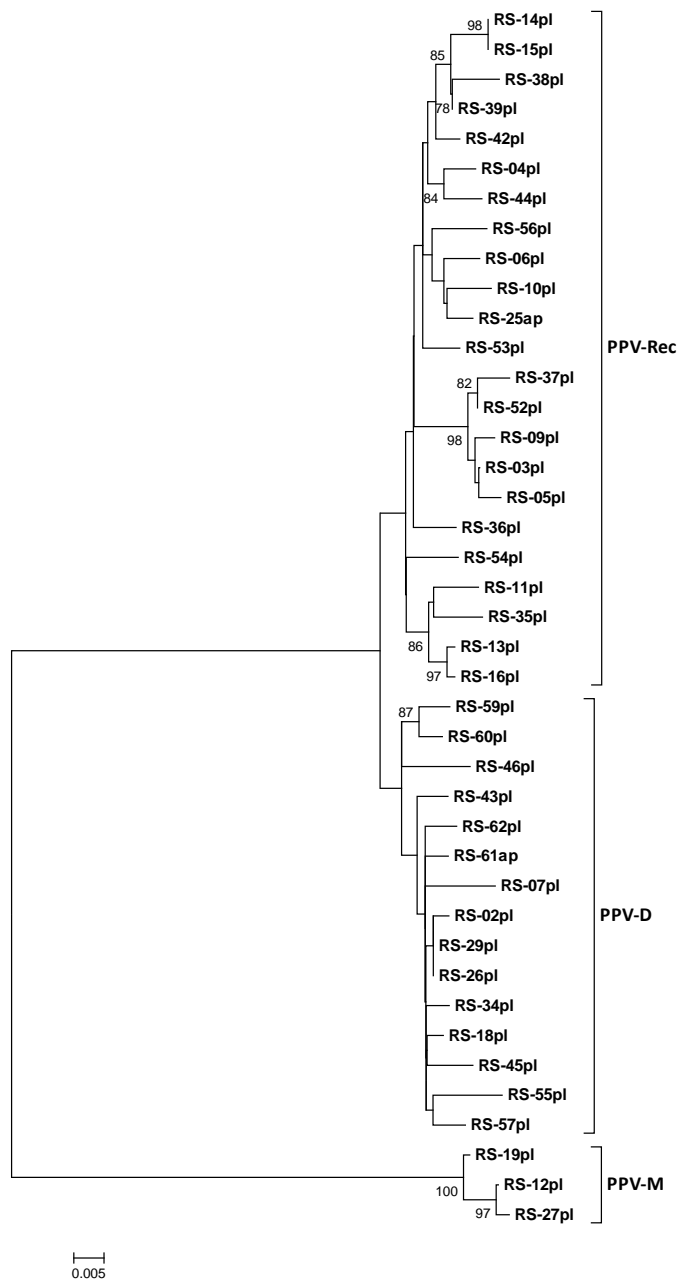 98 RS-14pl
RS-15pl
85
RS-38pl
78 RS-39pl
RS-42pl
RS-04pl
84 RS-44pl
RS-56pl
RS-06pl
RS-10pl
RS-25ap
RS-53pl
PPV-Rec
82 RS-37pl
RS-52pl
98 RS-09pl
RS-03pl
RS-05pl
RS-36pl
RS-54pl
RS-11pl
RS-35pl
86 RS-13pl
97 RS-16pl
87 RS-59pl
RS-60pl
RS-46pl
RS-43pl
RS-62pl
RS-61ap
RS-07pl
RS-02pl
PPV-D
RS-29pl
RS-26pl
RS-34pl
RS-18pl
RS-45pl
RS-55pl
RS-57pl
RS-19pl
100 RS-12pl
PPV-M
97 RS-27pl
0.005